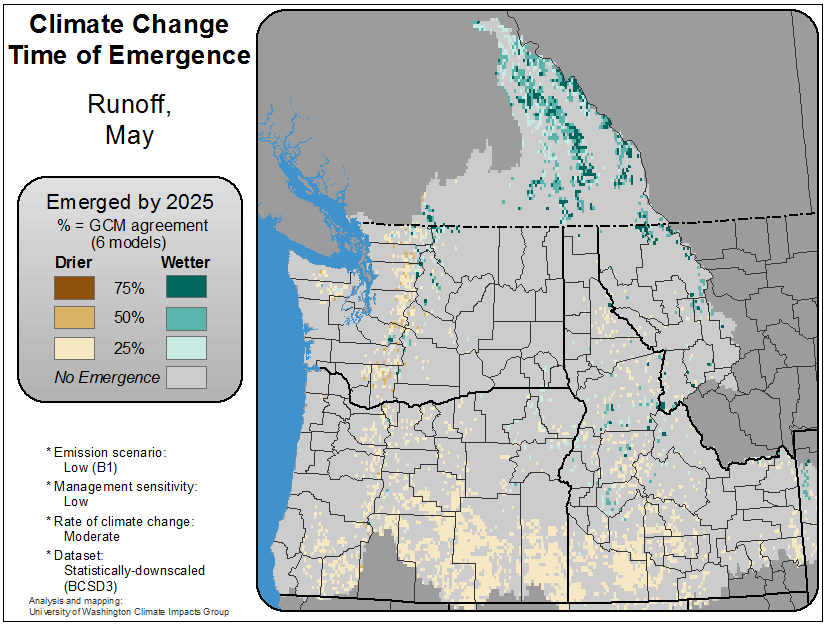 Climate Change
Time of Emergence
Runoff,
May
Emerged by 2025
% = GCM agreement
(6 models)
Drier Wetter
75%
50%
25%
No Emergence
* Emission scenario:
Low (B1)
* Management sensitivity:
Low
* Rate of climate change:
Moderate
* Dataset:
Statistically-downscaled
(BCSD3)
Analysis and mapping:
University of Washington Climate Impacts Group